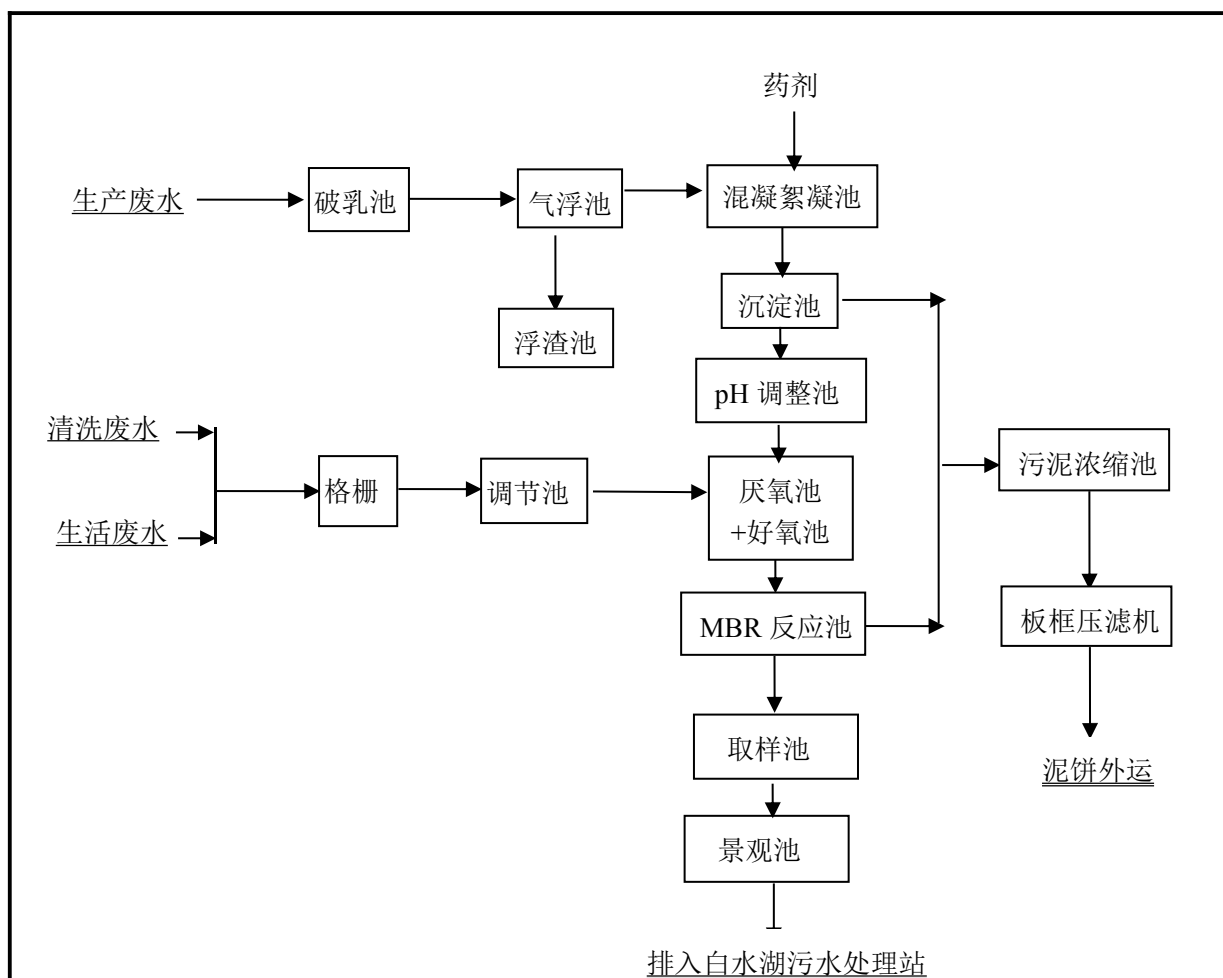 药剂
生产废水
破乳池
气浮池
混凝絮凝池
沉淀池
浮渣池
pH 调整池
清洗废水
生活废水
格栅
调节池
厌氧池
+好氧池
污泥浓缩池
MBR 反应池
板框压滤机
取样池
泥饼外运
景观池
排入白水湖污水处理站